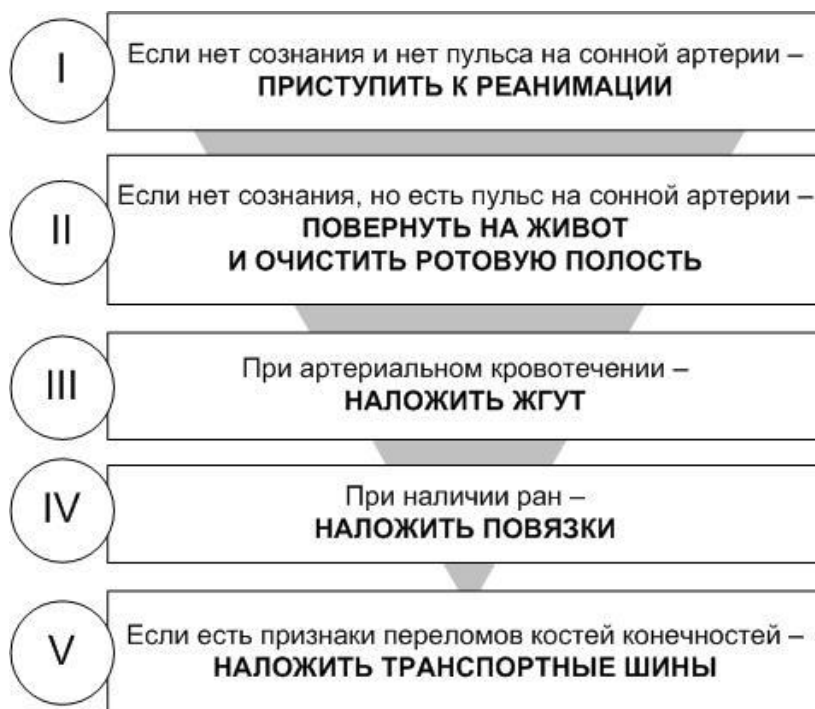 I
Если нет сознания и нет пульса на сонной артерии –
ПРИСТУПИТЬ К РЕАНИМАЦИИ
II
Если нет сознания, но есть пульс на сонной артерии –
ПОВЕРНУТЬ НА ЖИВОТ
И ОЧИСТИТЬ РОТОВУЮ ПОЛОСТЬ
III
При артериальном кровотечении –
НАЛОЖИТЬ ЖГУТ
IV
При наличии ран –
НАЛОЖИТЬ ПОВЯЗКИ
V
Если есть признаки переломов костей конечностей –
НАЛОЖИТЬ ТРАНСПОРТНЫЕ ШИНЫ